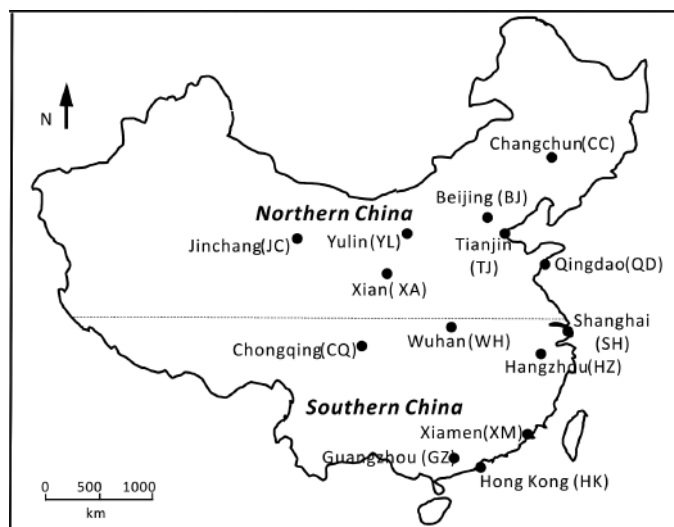 N
Changchun(CC)
Beijing (BJ)
Northern China
Jinchang(JC)
Yulin (YL)
Tianjin
(TJ)
Qingdao(QD)
Xian( XA)
Shanghai
(SH)
Wuhan (WH)
Chongqing(CQ)
Hangzhou(HZ)
Southern China
Xiamen(XM)
Guangzhou (GZ)
Hong Kong (HK)
0 500 1000
km